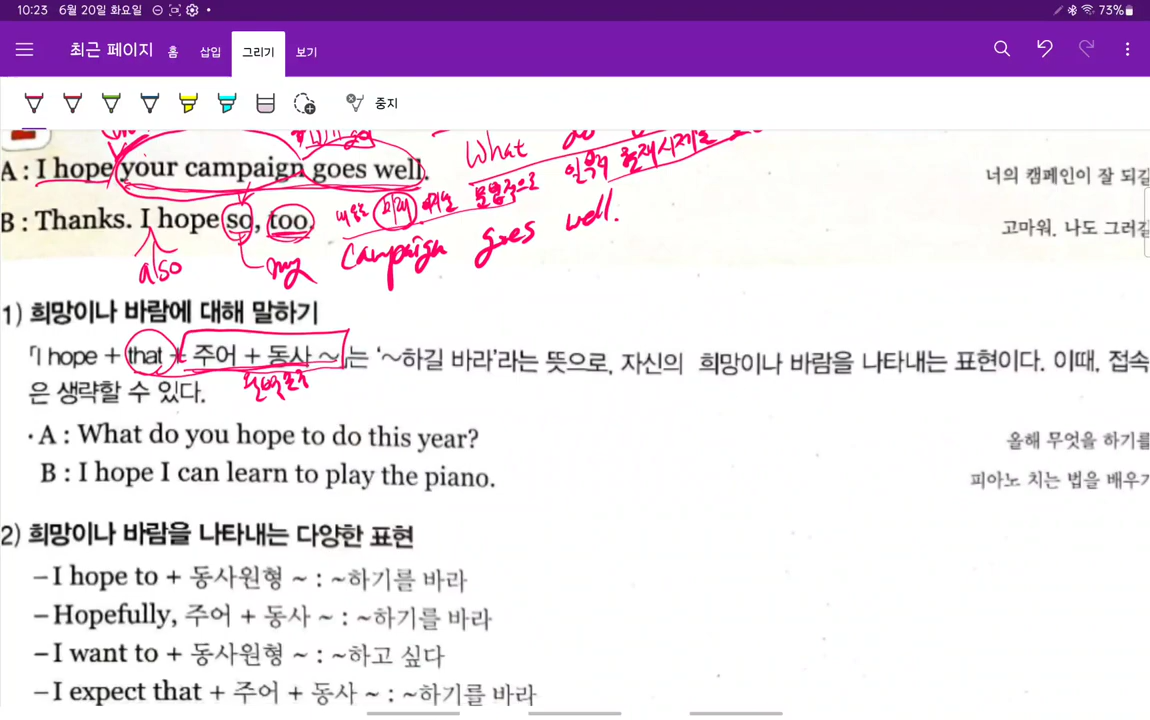 10:23 6월 20일 화요일 73%
최근 페이지 홈 삽입 그리기 보기
중지
What
A : I hope your campaign goes well. 너의 캠페인이 잘 되길
B : Thanks. I hope so, too. 고마워, 나도 그러길
campaign goes well.
also my
1) 희망이나 바람에 대해 말하기
「I hope + that + 주어 + 동사 ~」는 '~하길 바라'라는 뜻으로, 자신의 희망이나 바람을 나타내는 표현이다. 이때, 접속
은 생략할 수 있다.
· A : What do you hope to do this year? 올해 무엇을 하기를
B : I hope I can learn to play the piano. 피아노 치는 법을 배우기
2) 희망이나 바람을 나타내는 다양한 표현
– I hope to + 동사원형 ~ : ~하기를 바라
– Hopefully, 주어 + 동사 ~ : ~하기를 바라
– I want to + 동사원형 ~ : ~하고 싶다
– I expect that + 주어 + 동사 ~ : ~하기를 바라